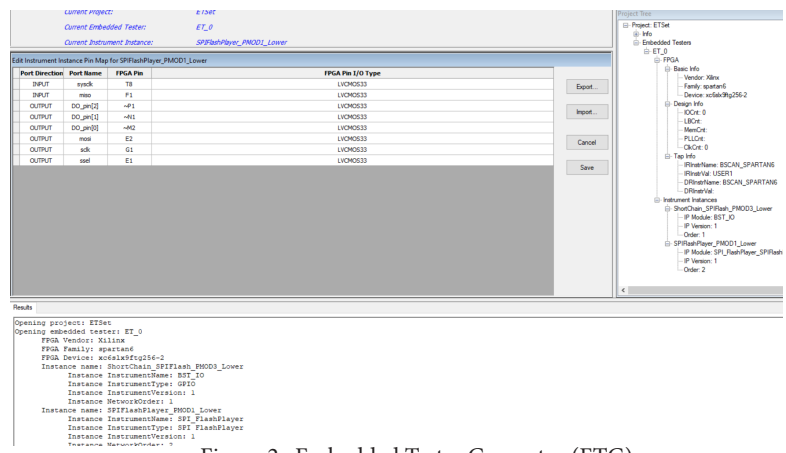 Current Project: ETSet
Current Embedded Tester: ET_0
Current Instrument Instance: SPIFlashPlayer_PMOD1_Lower
Edit Instrument Instance Pin Map for SPIFlashPlayer_PMOD1_Lower
Port Direction Port Name FPGA Pin FPGA Pin I/O Type
INPUT sysclk T8 LVCMOS33
INPUT miso F1 LVCMOS33
OUTPUT DO_pin[2] ~P1 LVCMOS33
OUTPUT DO_pin[1] ~N1 LVCMOS33
OUTPUT DO_pin[0] ~M2 LVCMOS33
OUTPUT mosi E2 LVCMOS33
OUTPUT sclk G1 LVCMOS33
OUTPUT ssel E1 LVCMOS33
Export...
Import...
Cancel
Save
Project Tree
Project: ETSet
Info
Embedded Testers
ET_0
FPGA
Basic Info
Vendor: Xilinx
Family: spartan6
Device: xc6slx9ftg256-2
Design Info
IOCnt: 0
LBCnt:
MemCnt:
PLLCnt:
ClkCnt: 0
Tap Info
IRInstrName: BSCAN_SPARTAN6
IRInstrVal: USER1
DRInstrName: BSCAN_SPARTAN6
DRInstrVal:
Instrument Instances
ShortChain_SPIFlash_PMOD3_Lower
IP Module: BST_IO
IP Version: 1
Order: 1
SPIFlashPlayer_PMOD1_Lower
IP Module: SPI_FlashPlayer_SPIFlash
IP Version: 1
Order: 2
Results
Opening project: ETSet
Opening embedded tester: ET_0
FPGA Vendor: Xilinx
FPGA Family: spartan6
FPGA Device: xc6slx9ftg256-2
Instance name: ShortChain_SPIFlash_PMOD3_Lower
Instance InstrumentName: BST_IO
Instance InstrumentType: GPIO
Instance InstrumentVersion: 1
Instance NetworkOrder: 1
Instance name: SPIFlashPlayer_PMOD1_Lower
Instance InstrumentName: SPI_FlashPlayer
Instance InstrumentType: SPI_FlashPlayer
Instance InstrumentVersion: 1
Instance NetworkOrder: 2